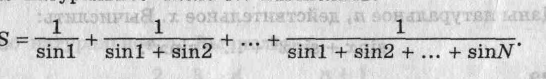 S = 1/sin1 + 1/(sin1 + sin2) + ... + 1/(sin1 + sin2 + ... + sinN).